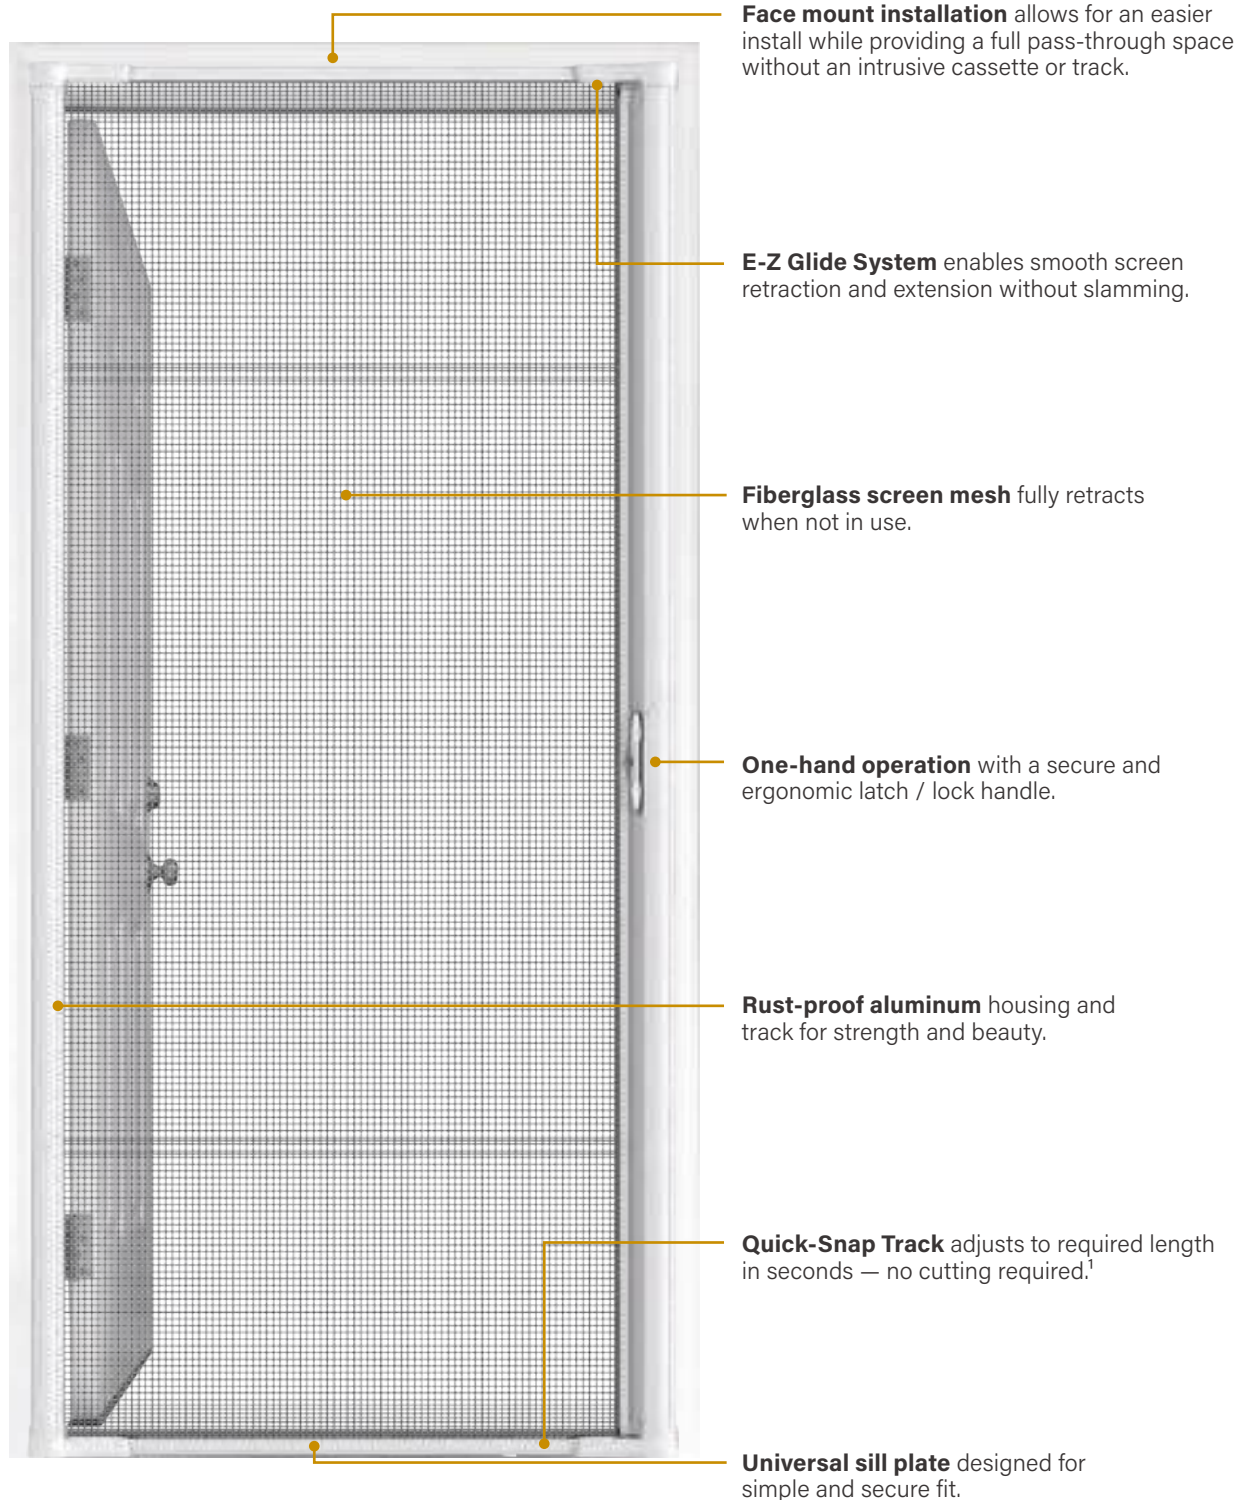 Face mount installation allows for an easier
install while providing a full pass-through space
without an intrusive cassette or track.
E-Z Glide System enables smooth screen
retraction and extension without slamming.
Fiberglass screen mesh fully retracts
when not in use.
One-hand operation with a secure and
ergonomic latch / lock handle.
Rust-proof aluminum housing and
track for strength and beauty.
Quick-Snap Track adjusts to required length
in seconds — no cutting required.¹
Universal sill plate designed for
simple and secure fit.